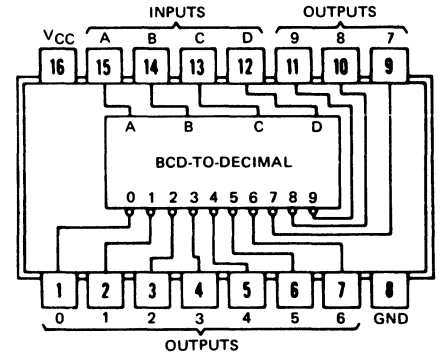 INPUTS OUTPUTS
VCC A B C D 9 8 7
16 15 14 13 12 11 10 9
A B C D
BCD-TO-DECIMAL
0 1 2 3 4 5 6 7 8 9
1 2 3 4 5 6 7 8
0 1 2 3 4 5 6 GND
OUTPUTS